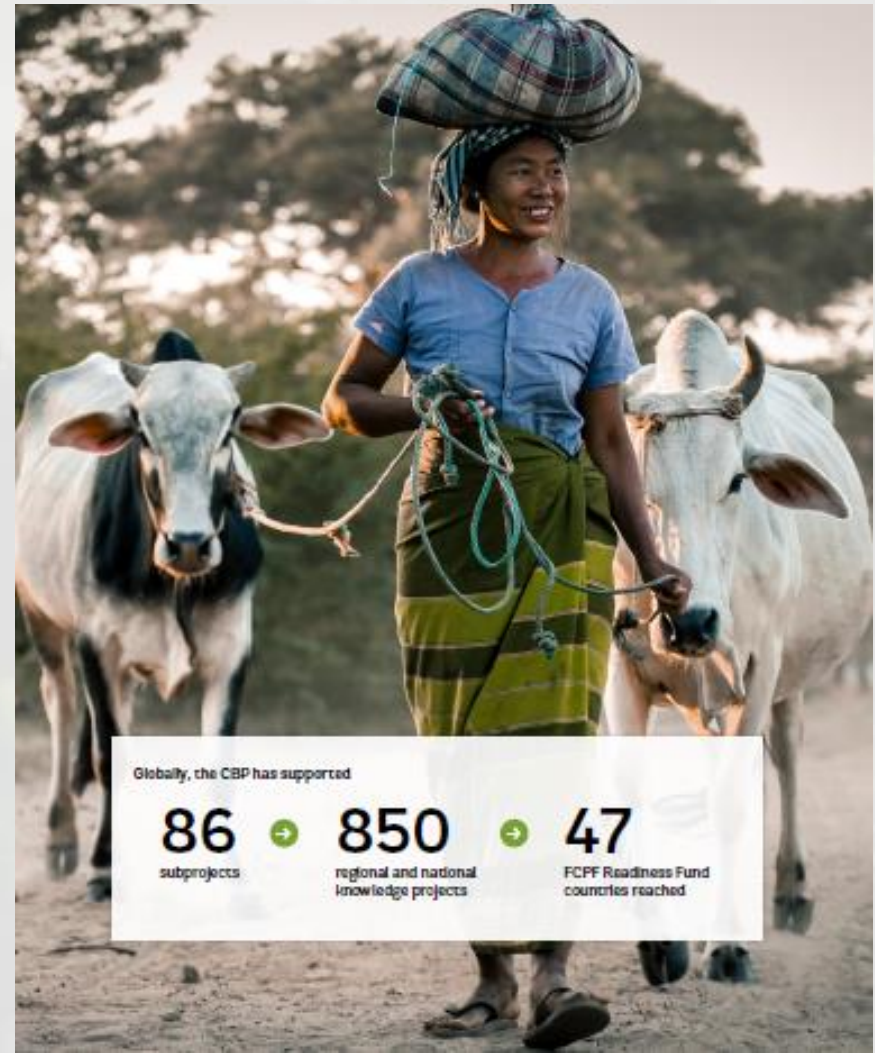 Globally, the CBP has supported
86
subprojects
850
regional and national
knowledge projects
47
FCPF Readiness Fund
countries reached